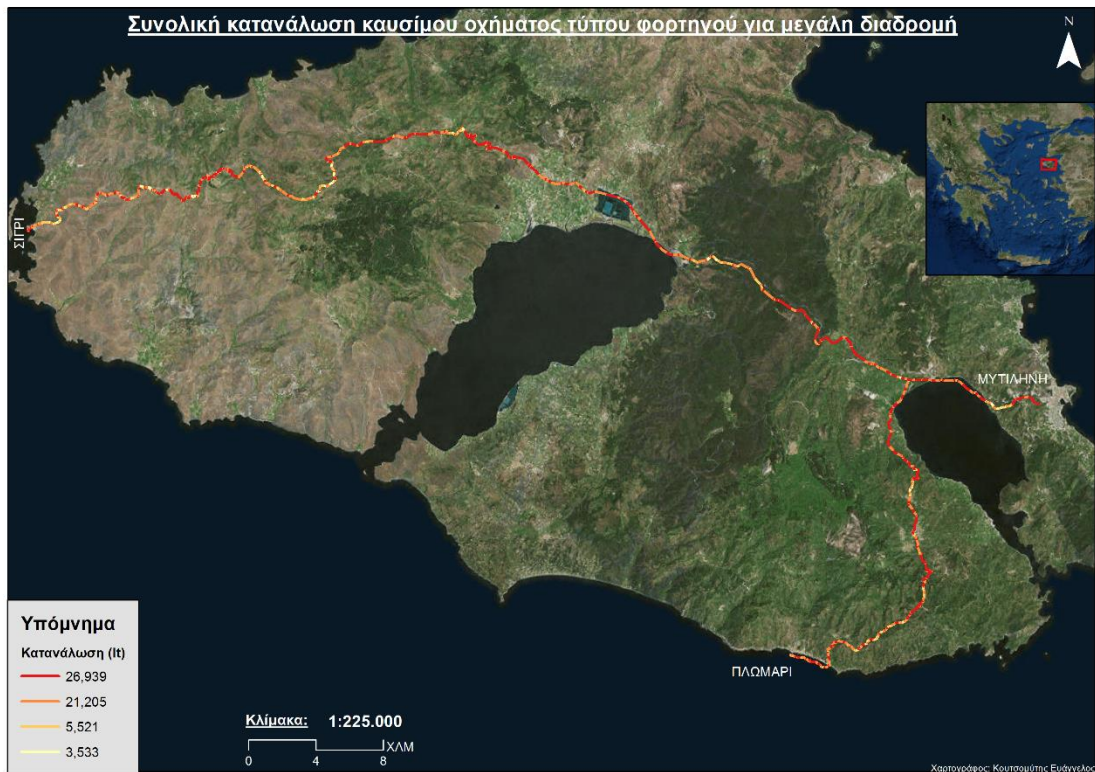 Συνολική κατανάλωση καυσίμου οχήματος τύπου φορτηγού για μεγάλη διαδρομή
N
ΣΙΓΡΙ
ΜΥΤΙΛΗΝΗ
ΠΛΩΜΑΡΙ
Υπόμνημα
Κατανάλωση (lt)
26,939
21,205
5,521
3,533
Κλίμακα: 1:225.000
ΧΛΜ
0 4 8
Χαρτογράφος: Κουτσομύτης Ευάγγελος